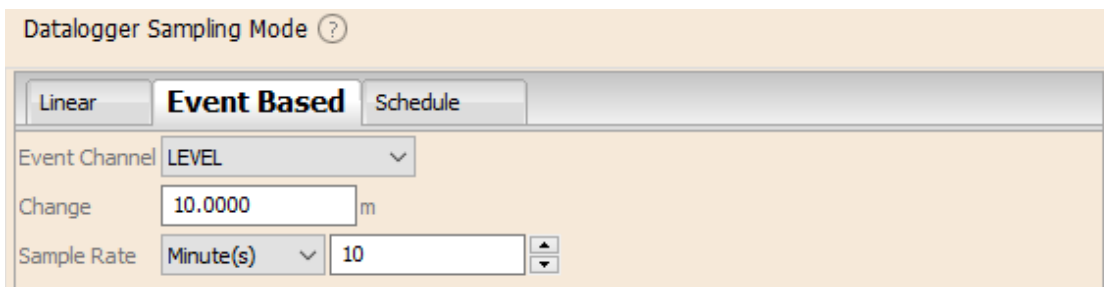 Datalogger Sampling Mode ?
Linear Event Based Schedule
Event Channel LEVEL
Change 10.0000 m
Sample Rate Minute(s) 10